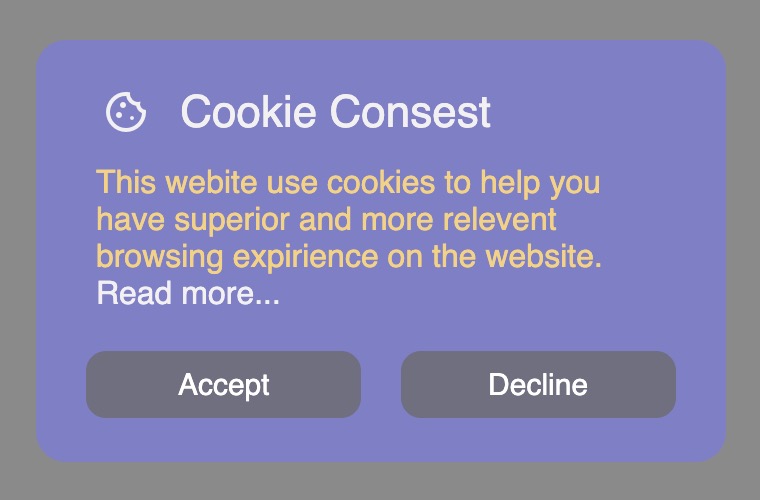 Cookie Consest
This webite use cookies to help you
have superior and more relevent
browsing expirience on the website.
Read more...
Accept
Decline